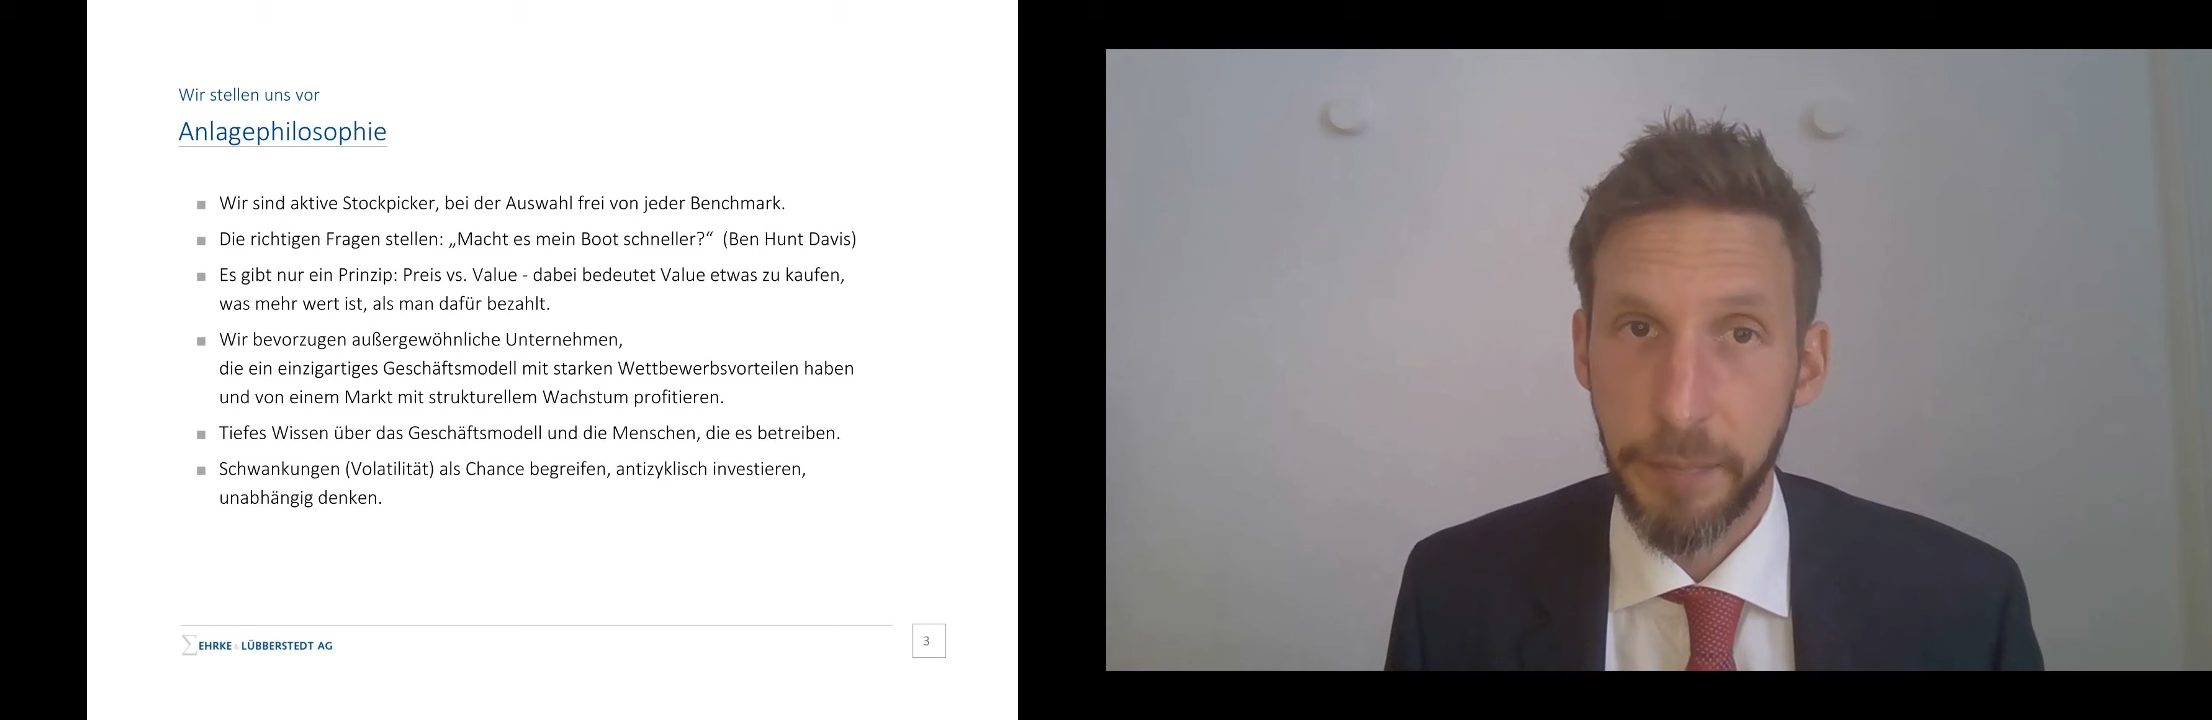 Wir stellen uns vor
Anlagephilosophie
Wir sind aktive Stockpicker, bei der Auswahl frei von jeder Benchmark.
Die richtigen Fragen stellen: „Macht es mein Boot schneller?“ (Ben Hunt Davis)
Es gibt nur ein Prinzip: Preis vs. Value - dabei bedeutet Value etwas zu kaufen,
was mehr wert ist, als man dafür bezahlt.
Wir bevorzugen außergewöhnliche Unternehmen,
die ein einzigartiges Geschäftsmodell mit starken Wettbewerbsvorteilen haben
und von einem Markt mit strukturellem Wachstum profitieren.
Tiefes Wissen über das Geschäftsmodell und die Menschen, die es betreiben.
Schwankungen (Volatilität) als Chance begreifen, antizyklisch investieren,
unabhängig denken.
EHRKE & LÜBBERSTEDT AG
3